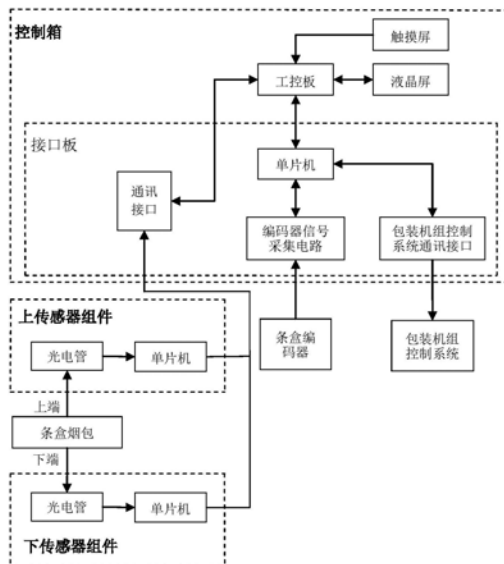 控制箱
触摸屏
工控板
液晶屏
接口板
单片机
通讯
接口
编码器信号
采集电路
包装机组控制
系统通讯接口
上传感器组件
条盒编
码器
包装机组
控制系统
光电管
单片机
上端
条盒烟包
下端
光电管
单片机
下传感器组件